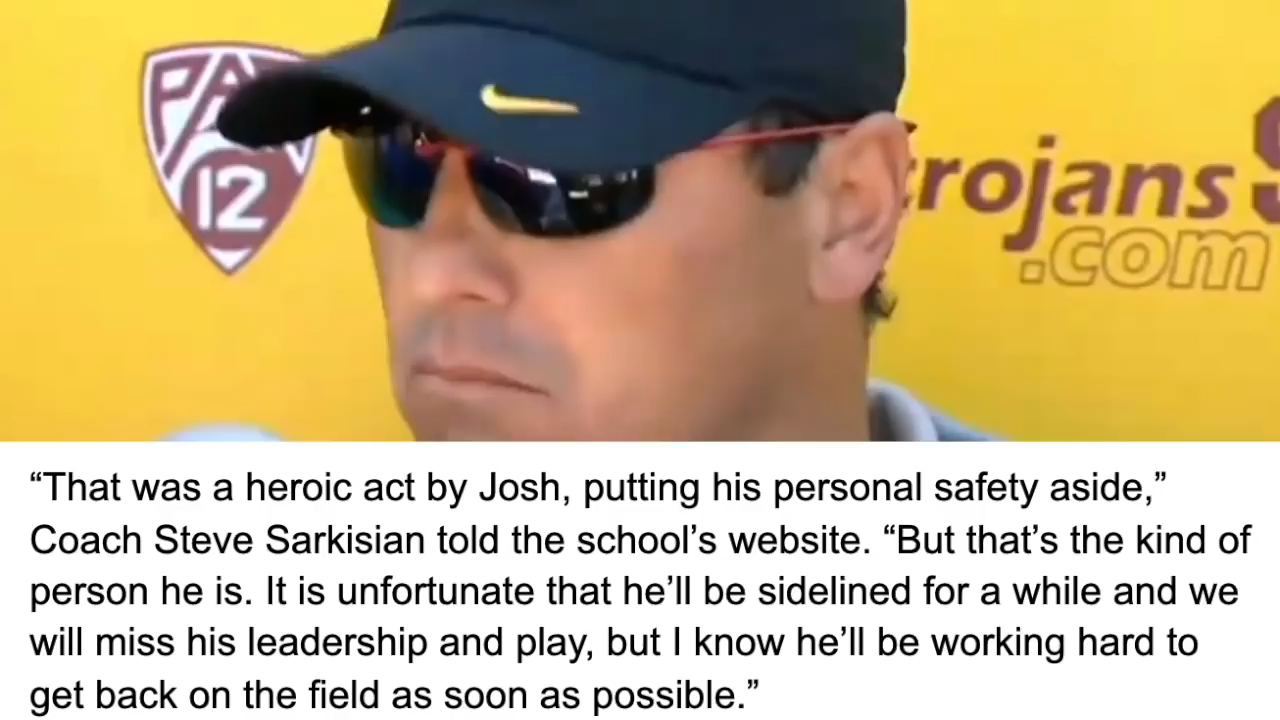 PAC
12
trojans
.com
“That was a heroic act by Josh, putting his personal safety aside,”
Coach Steve Sarkisian told the school’s website. “But that’s the kind of
person he is. It is unfortunate that he’ll be sidelined for a while and we
will miss his leadership and play, but I know he’ll be working hard to
get back on the field as soon as possible.”